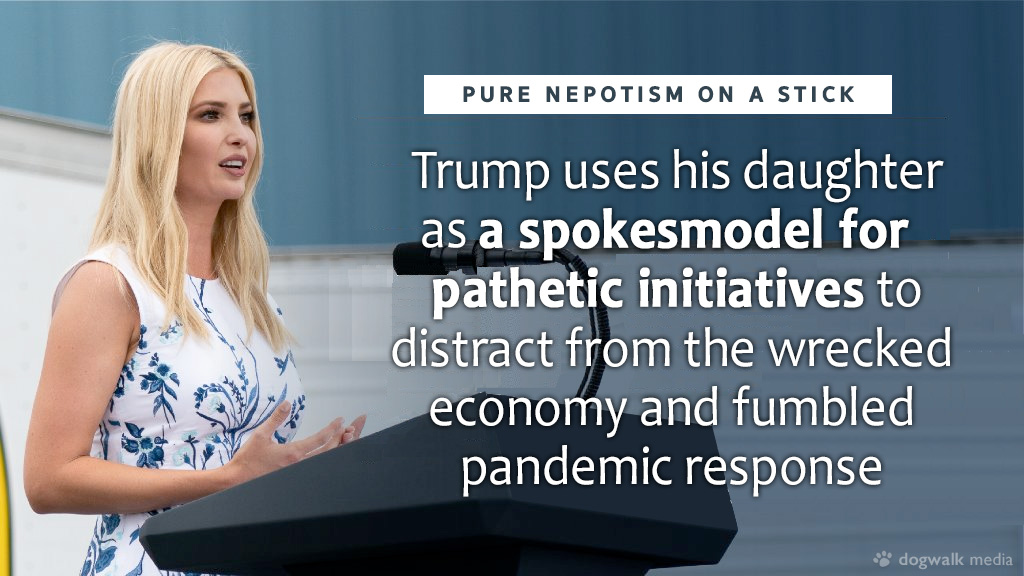 PURE NEPOTISM ON A STICK
Trump uses his daughter
as a spokesmodel for
pathetic initiatives to
distract from the wrecked
economy and fumbled
pandemic response
dogwalk media